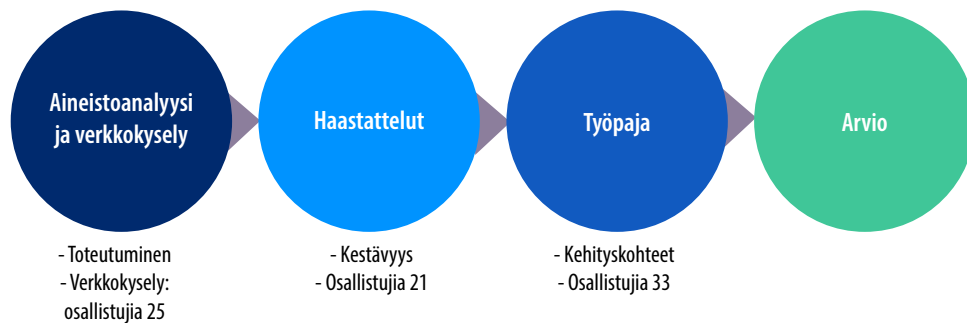 Aineistoanalyysi
ja verkkokysely
Haastattelut
Työpaja
Arvio
- Toteutuminen
- Verkkokysely:
osallistujia 25
- Kestävyys
- Osallistujia 21
- Kehityskohteet
- Osallistujia 33